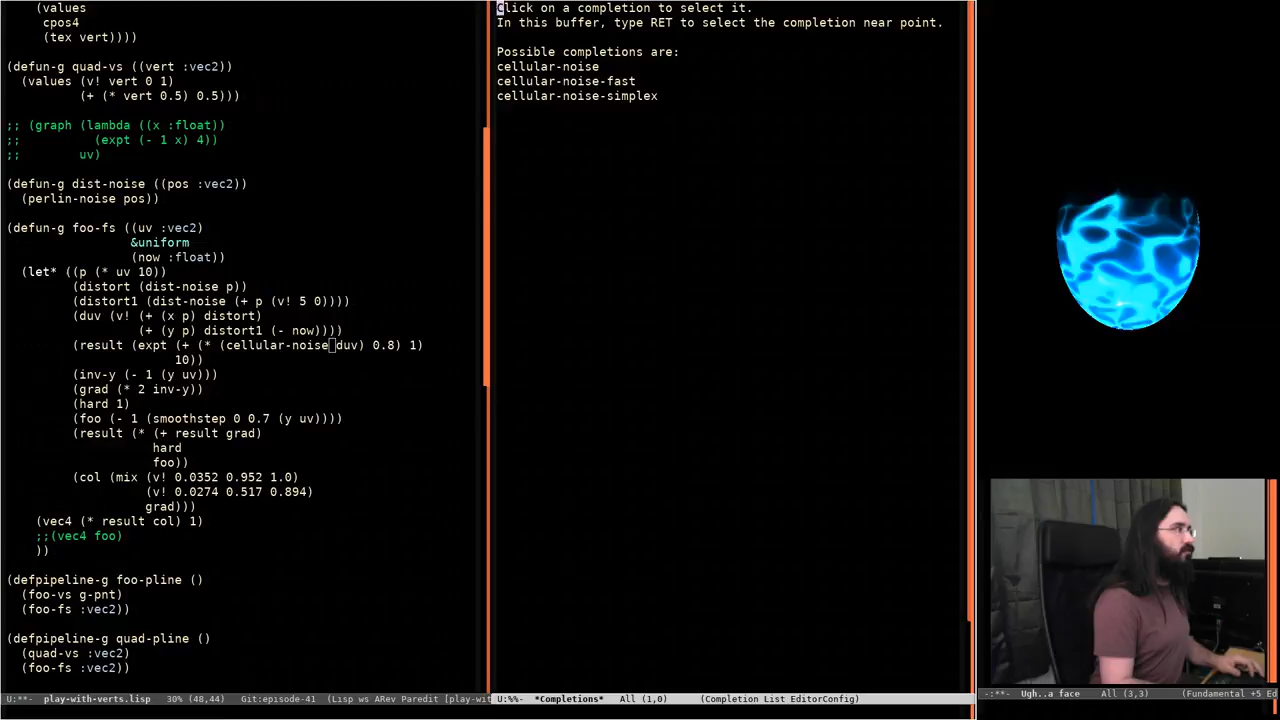 (values
cpos4
(tex vert))))
(defun-g quad-vs ((vert :vec2))
(values (v! vert 0 1)
(+ (* vert 0.5) 0.5)))
;; (graph (lambda ((x :float))
;; (expt (- 1 x) 4))
;; uv)
(defun-g dist-noise ((pos :vec2))
(perlin-noise pos))
(defun-g foo-fs ((uv :vec2)
&uniform
(now :float))
(let* ((p (* uv 10))
(distort (dist-noise p))
(distort1 (dist-noise (+ p (v! 5 0))))
(duv (v! (+ (x p) distort)
(+ (y p) distort1 (- now))))
(result (expt (+ (* (cellular-noise duv) 0.8) 1)
10))
(inv-y (- 1 (y uv)))
(grad (* 2 inv-y))
(hard 1)
(foo (- 1 (smoothstep 0 0.7 (y uv))))
(result (* (+ result grad)
hard
foo))
(col (mix (v! 0.0352 0.952 1.0)
(v! 0.0274 0.517 0.894)
grad)))
(vec4 (* result col) 1)
;;(vec4 foo)
))
(defpipeline-g foo-pline ()
(foo-vs g-pnt)
(foo-fs :vec2))
(defpipeline-g quad-pline ()
(quad-vs :vec2)
(foo-fs :vec2))
U:**- play-with-verts.lisp 30% (48,44) Git:episode-41 (Lisp ws ARev Paredit [play-wit
Click on a completion to select it.
In this buffer, type RET to select the completion near point.
Possible completions are:
cellular-noise
cellular-noise-fast
cellular-noise-simplex
U:%%- *Completions* All (1,0) (Completion List EditorConfig)
-:**- Ugh..a face All (3,3) (Fundamental +5 Ed